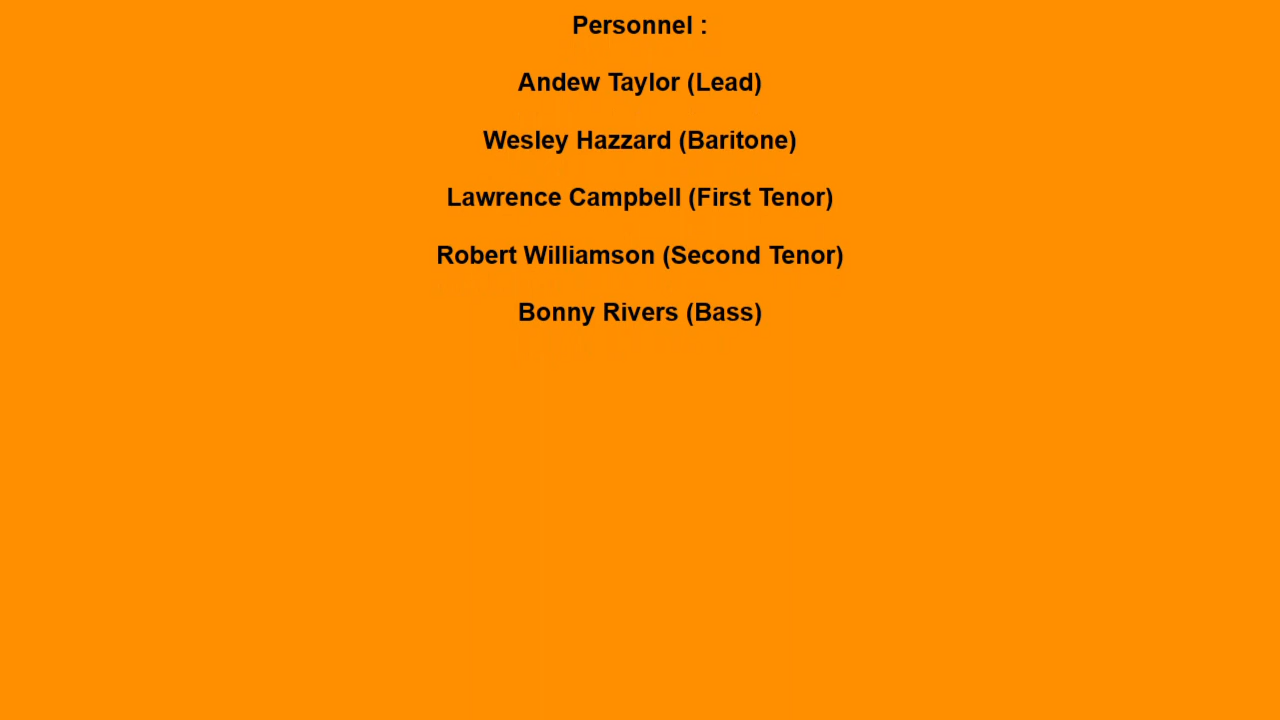 Personnel :
Andew Taylor (Lead)
Wesley Hazzard (Baritone)
Lawrence Campbell (First Tenor)
Robert Williamson (Second Tenor)
Bonny Rivers (Bass)